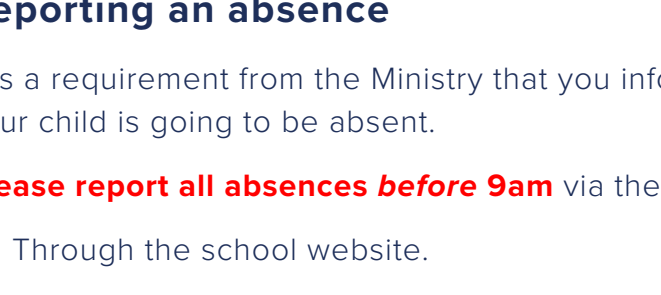 eporting an absence
s a requirement from the Ministry that you info
ur child is going to be absent.
ease report all absences before 9am via the
Through the school website.